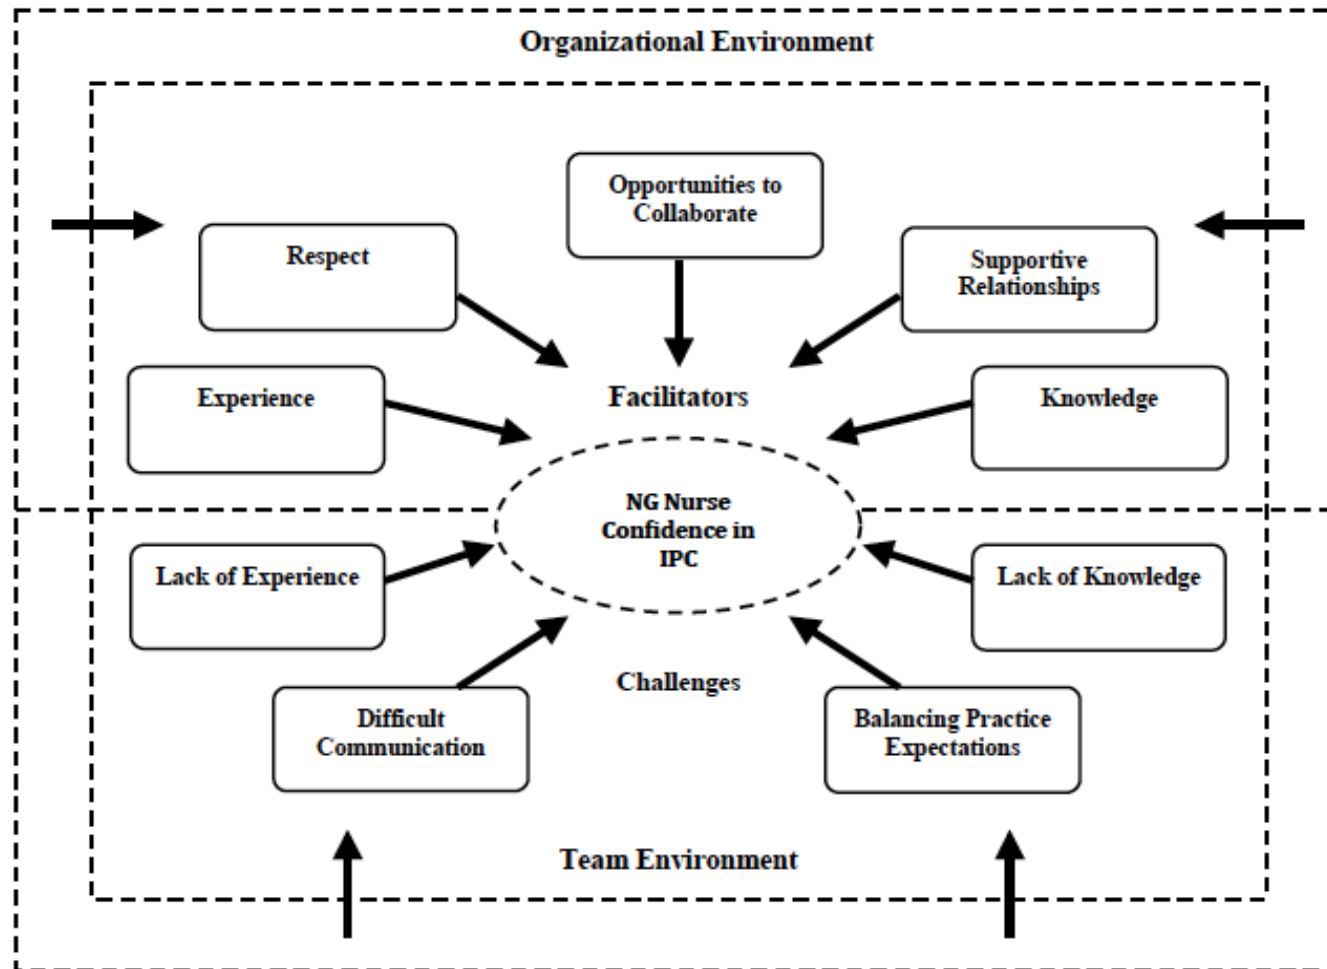 Organizational Environment
Opportunities to
Collaborate
Respect
Supportive
Relationships
Experience
Facilitators
Knowledge
NG Nurse
Confidence in
IPC
Lack of Experience
Lack of Knowledge
Challenges
Difficult
Communication
Balancing Practice
Expectations
Team Environment